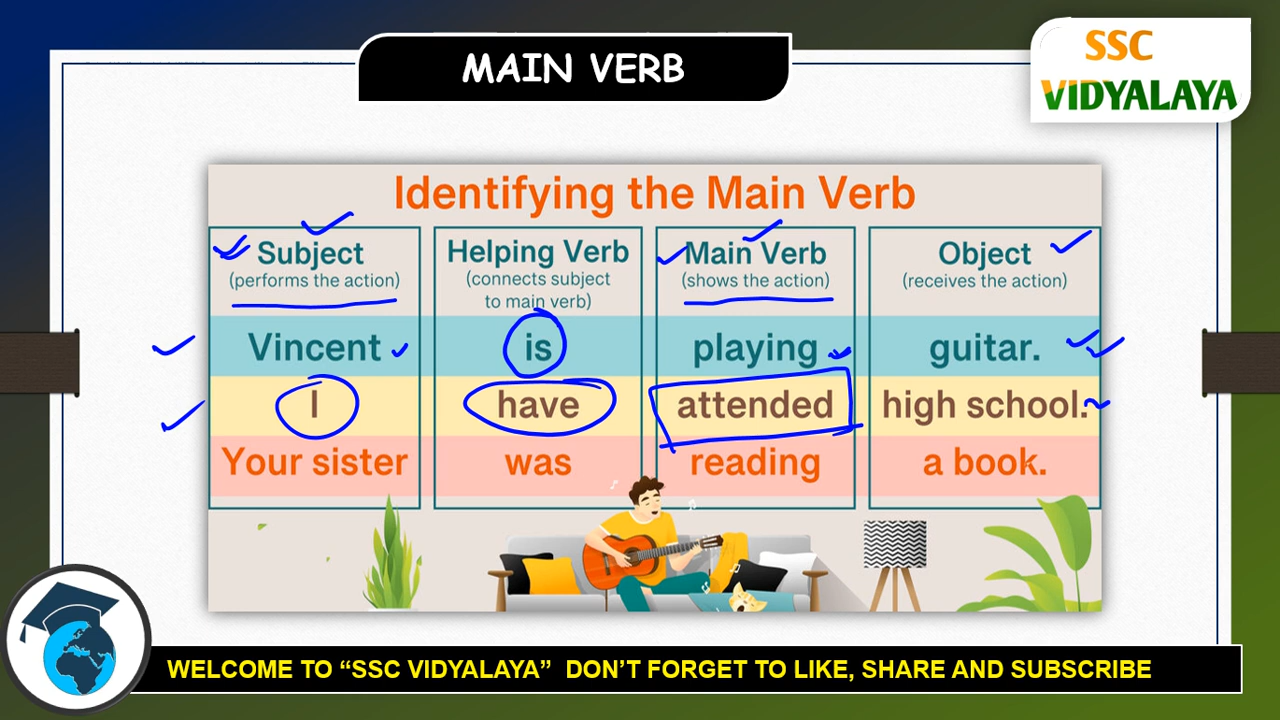 MAIN VERB
SSC
VIDYALAYA
Identifying the Main Verb
Subject
(performs the action)
Helping Verb
(connects subject
to main verb)
Main Verb
(shows the action)
Object
(receives the action)
Vincent is playing guitar.
I have attended high school.
Your sister was reading a book.
WELCOME TO “SSC VIDYALAYA” DON’T FORGET TO LIKE, SHARE AND SUBSCRIBE